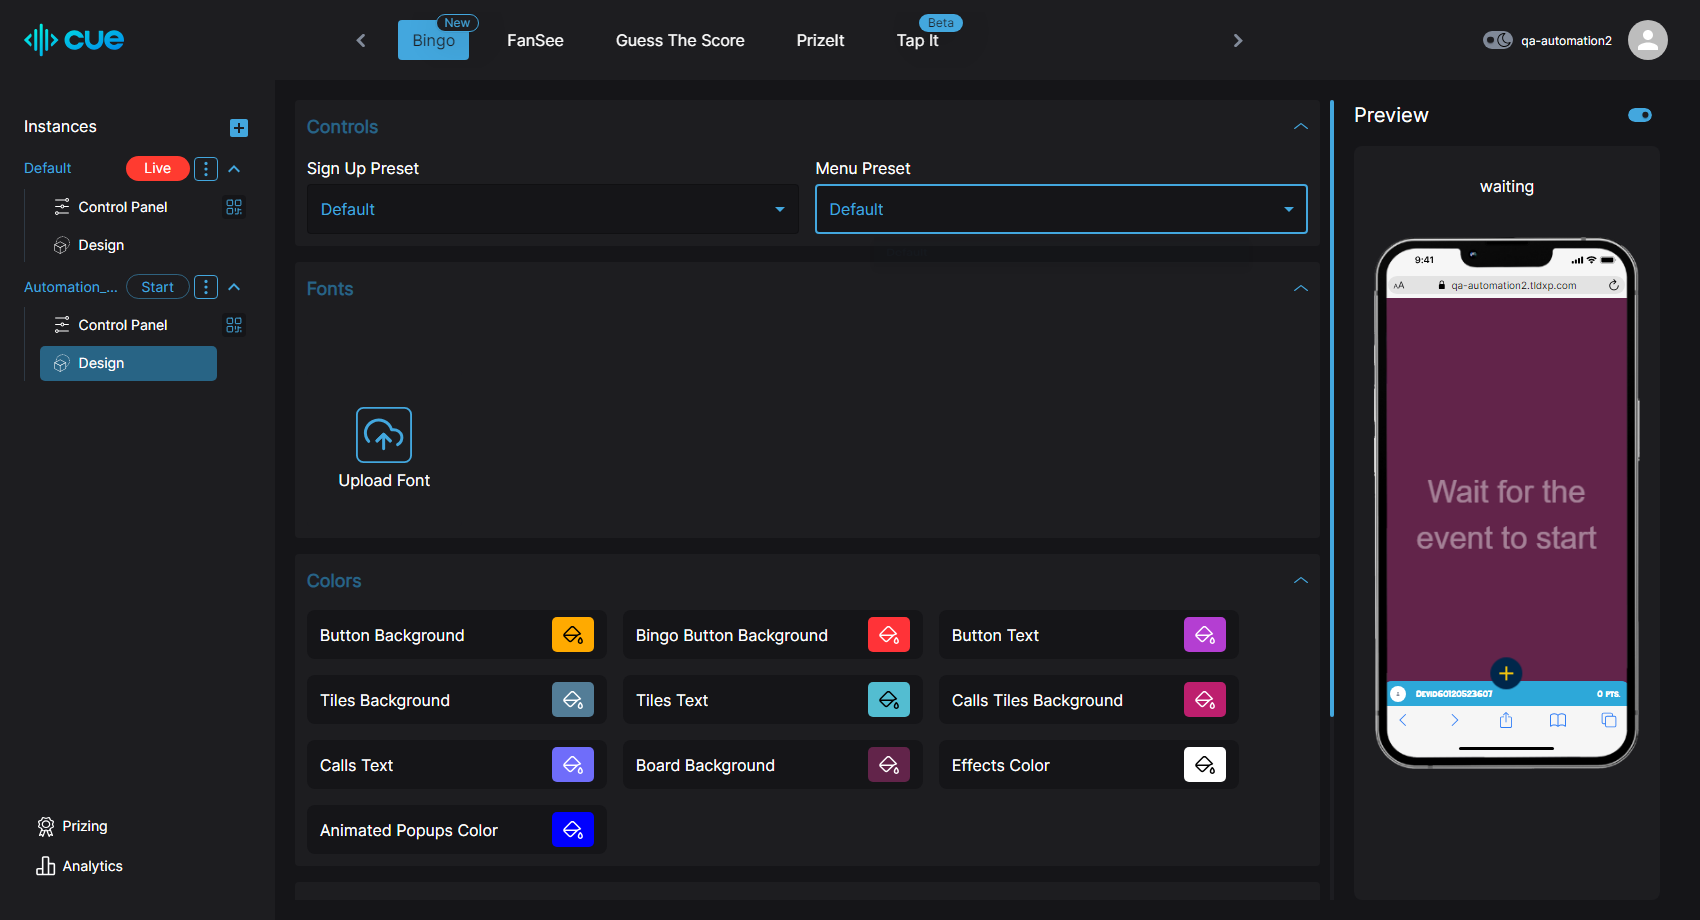 cue
New
Bingo
FanSee
Guess The Score
PrizeIt
Beta
Tap It
qa-automation2
Instances
Default
Live
Control Panel
Design
Automation_...
Start
Control Panel
Design
Prizing
Analytics
Controls
Sign Up Preset
Default
Menu Preset
Default
Fonts
Upload Font
Colors
Button Background
Bingo Button Background
Button Text
Tiles Background
Tiles Text
Calls Tiles Background
Calls Text
Board Background
Effects Color
Animated Popups Color
Preview
waiting
9:41
AA
qa-automation2.tldxp.com
Wait for the
event to start
DEVID60120523607
0 PTS.